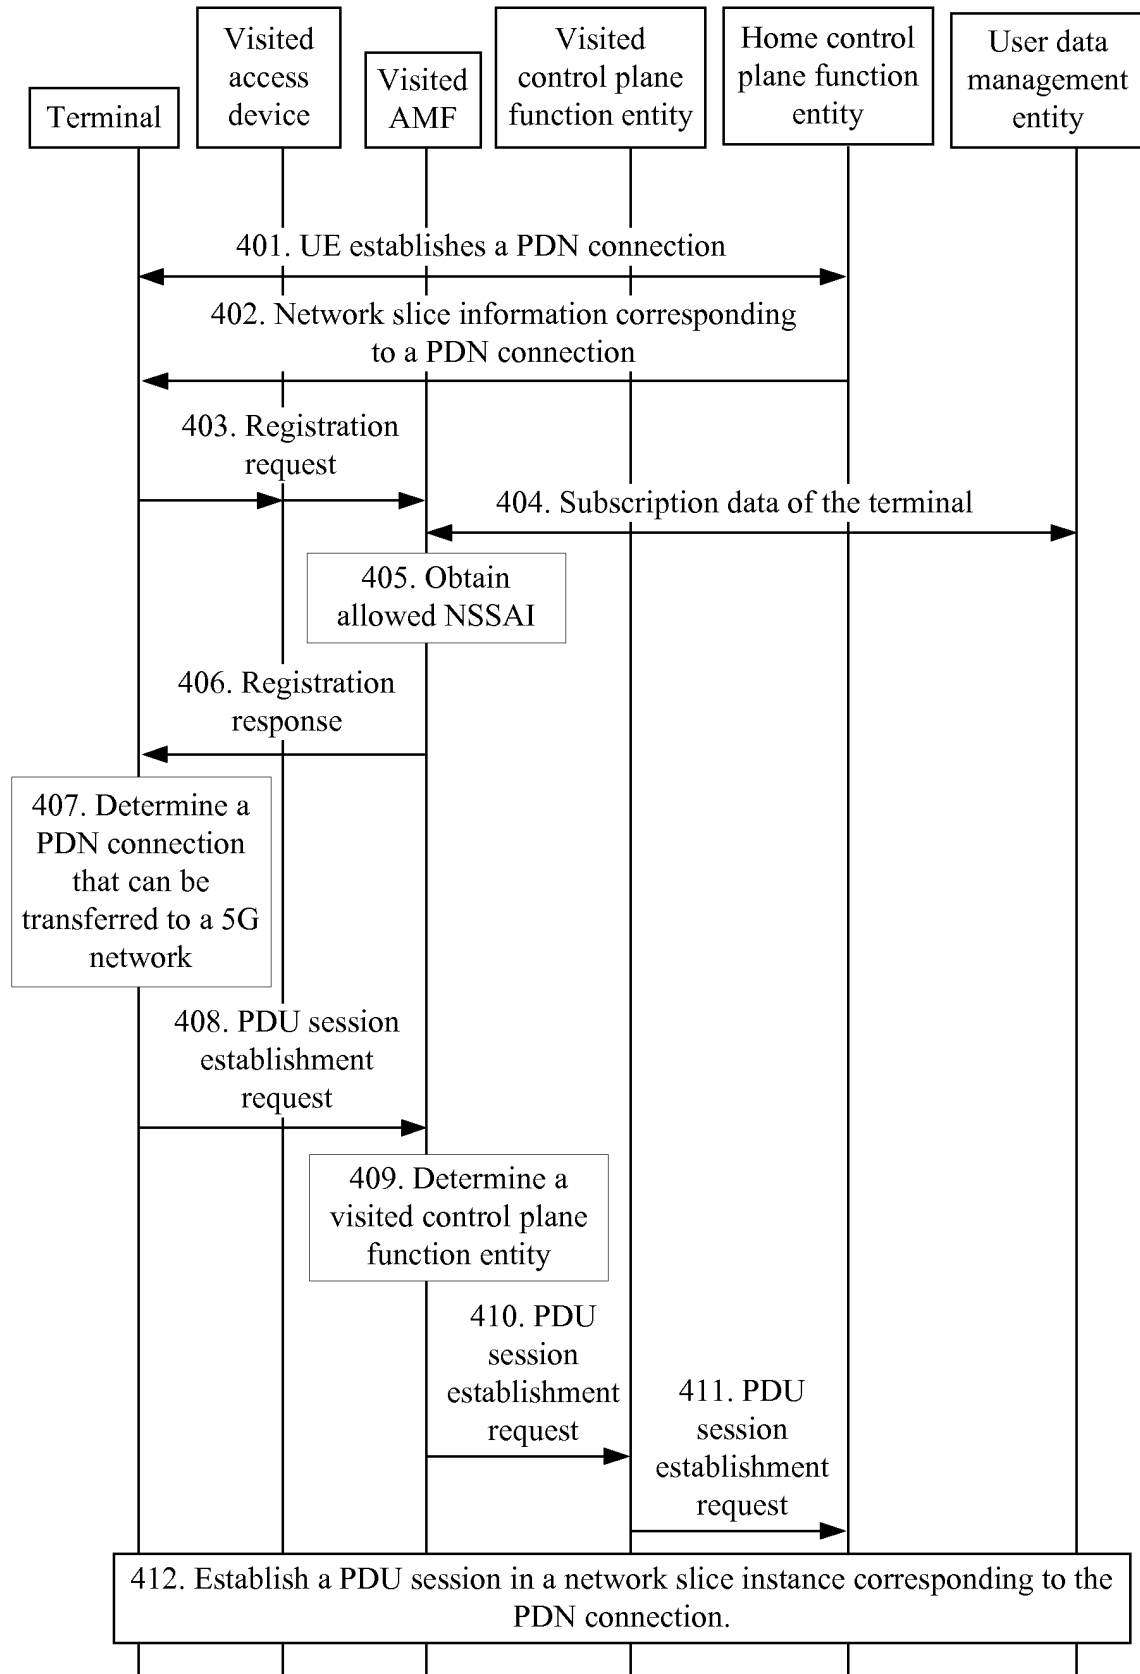 Terminal
Visited
access
device
Visited
AMF
Visited
control plane
function entity
Home control
plane function
entity
User data
management
entity
401. UE establishes a PDN connection
402. Network slice information corresponding
to a PDN connection
403. Registration
request
404. Subscription data of the terminal
405. Obtain
allowed NSSAI
406. Registration
response
407. Determine a
PDN connection
that can be
transferred to a 5G
network
408. PDU session
establishment
request
409. Determine a
visited control plane
function entity
410. PDU
session
establishment
request
411. PDU
session
establishment
request
412. Establish a PDU session in a network slice instance corresponding to the
PDN connection.